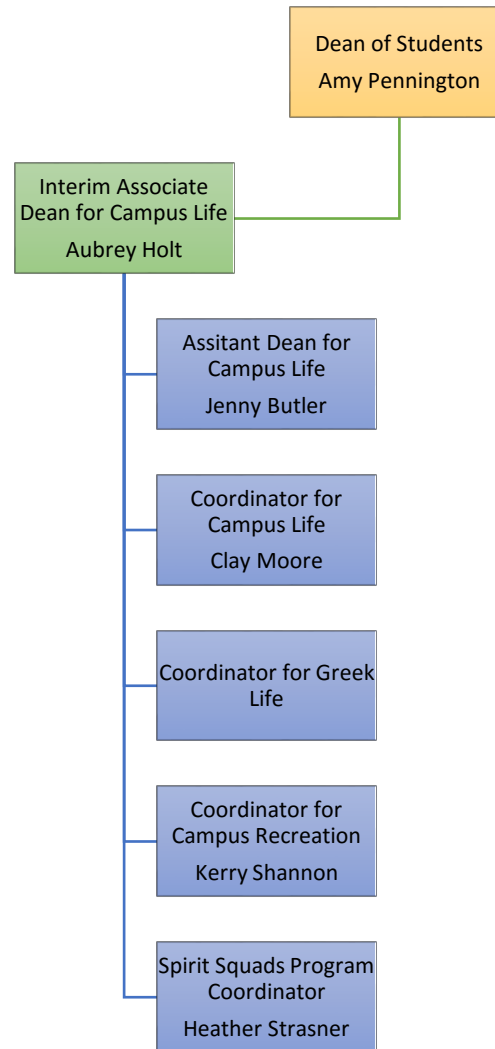 Dean of Students
Amy Pennington
Interim Associate
Dean for Campus Life
Aubrey Holt
Assitant Dean for
Campus Life
Jenny Butler
Coordinator for
Campus Life
Clay Moore
Coordinator for Greek
Life
Coordinator for
Campus Recreation
Kerry Shannon
Spirit Squads Program
Coordinator
Heather Strasner